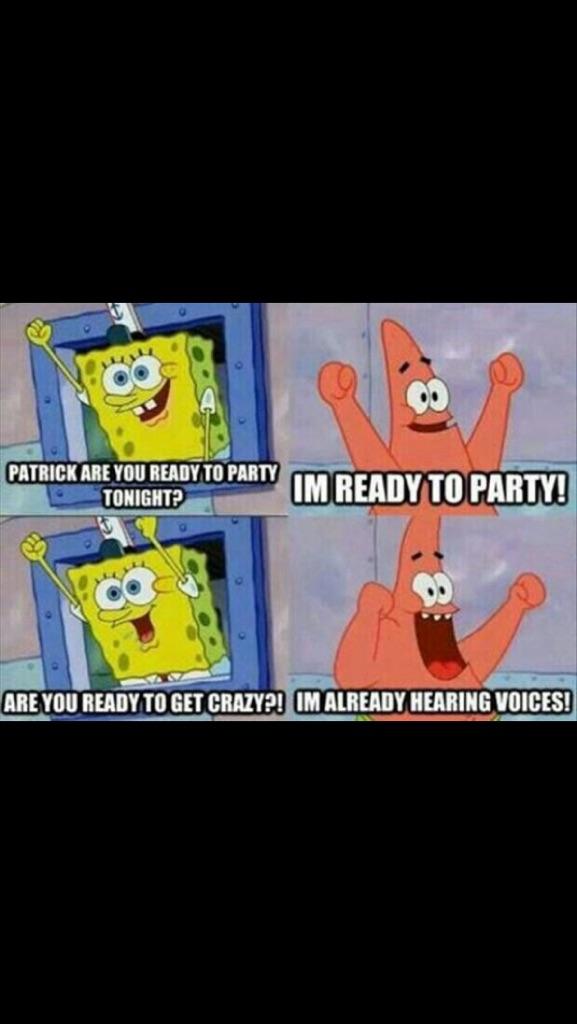 PATRICK ARE YOU READY TO PARTY
TONIGHT?
IM READY TO PARTY!
ARE YOU READY TO GET CRAZY?!
IM ALREADY HEARING VOICES!